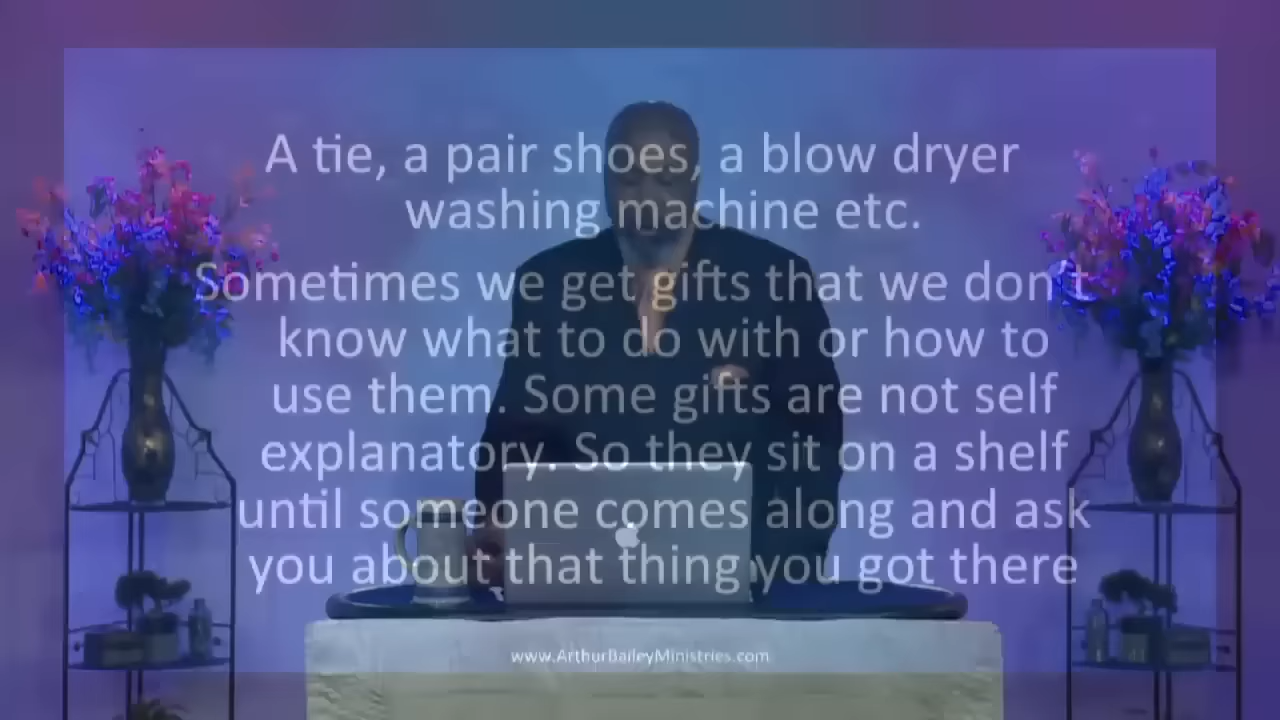 A tie, a pair shoes, a blow dryer
washing machine etc.
Sometimes we get gifts that we don't
know what to do with or how to
use them. Some gifts are not self
explanatory. So they sit on a shelf
until someone comes along and ask
you about that thing you got there
www.ArthurBaileyMinistries.com